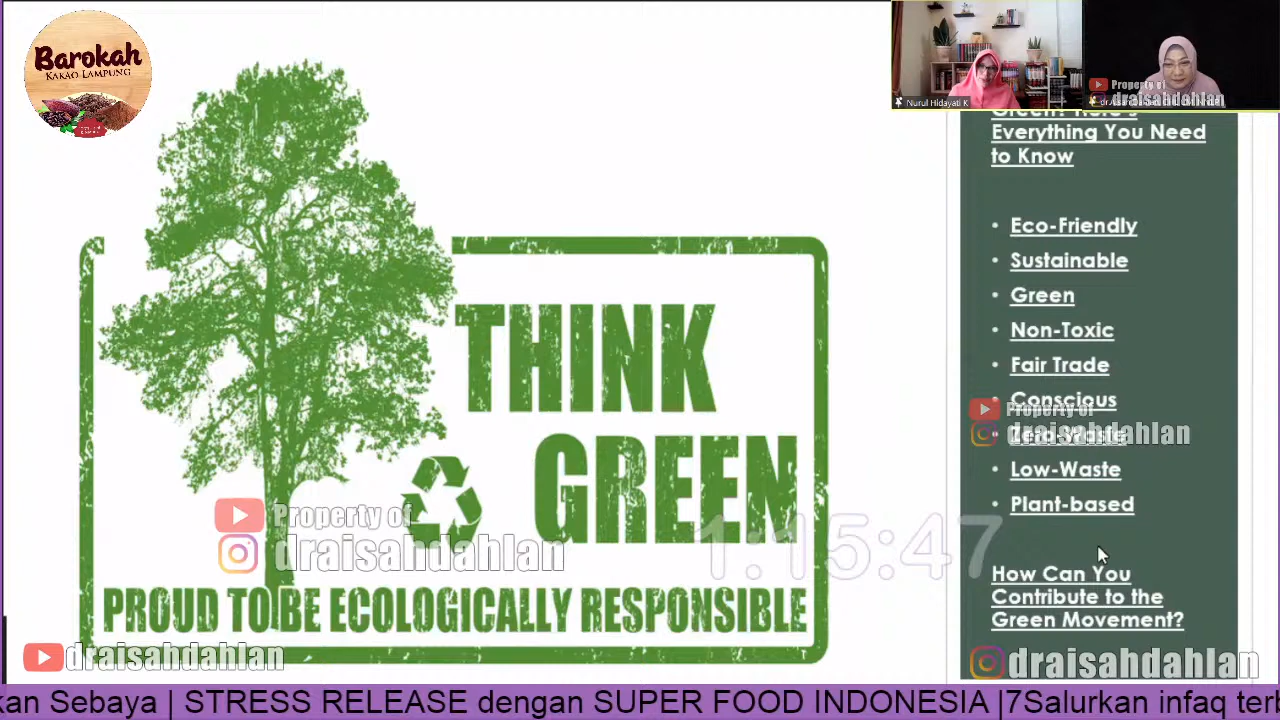 Barokah
KAKAO LAMPUNG
Nurul Hidayati K
Property of
draisahdahlan
Everything You Need
to Know
• Eco-Friendly
• Sustainable
• Green
• Non-Toxic
• Fair Trade
• Conscious
Property of
draisahdahlan
• Low-Waste
• Plant-based
How Can You
Contribute to the
Green Movement?
draisahdahlan
THINK
GREEN
PROUD TO BE ECOLOGICALLY RESPONSIBLE
Property of
draisahdahlan
1:15:47
draisahdahlan
kan Sebaya | STRESS RELEASE dengan SUPER FOOD INDONESIA |7Salurkan infaq terb